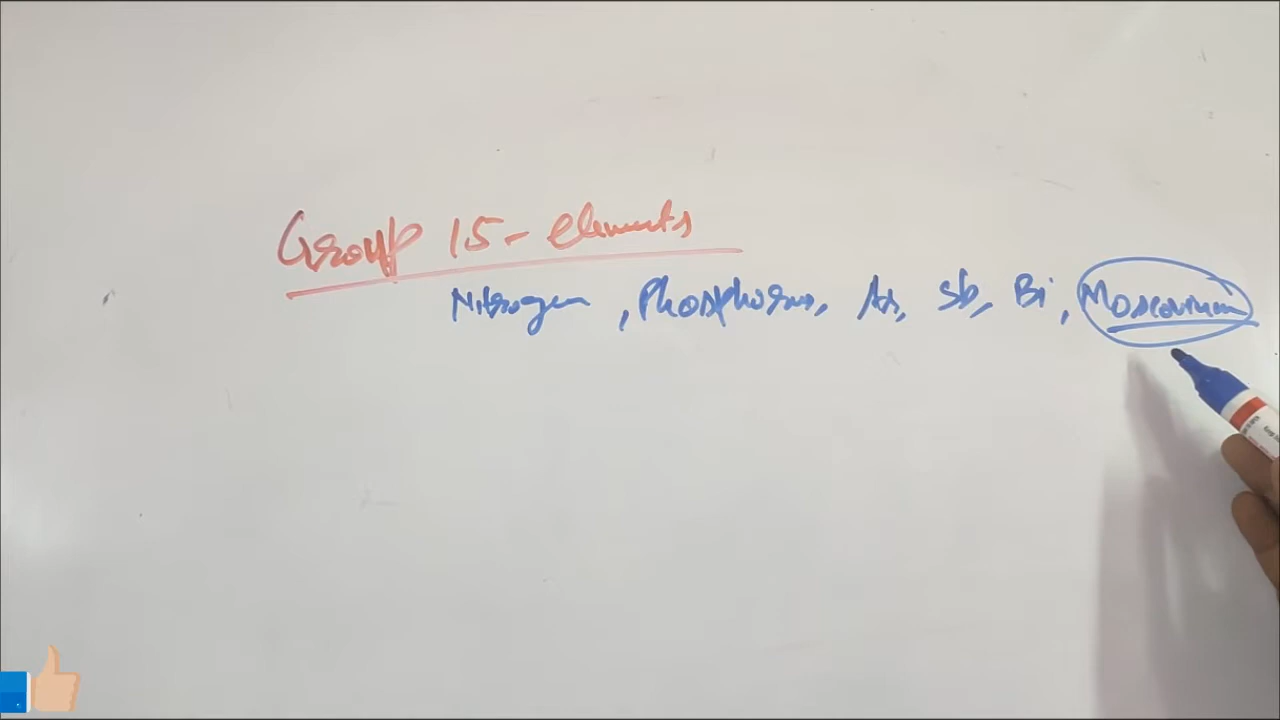 Group 15- elements
Nitrogen, Phosphorus, As, Sb, Bi, Moscovium